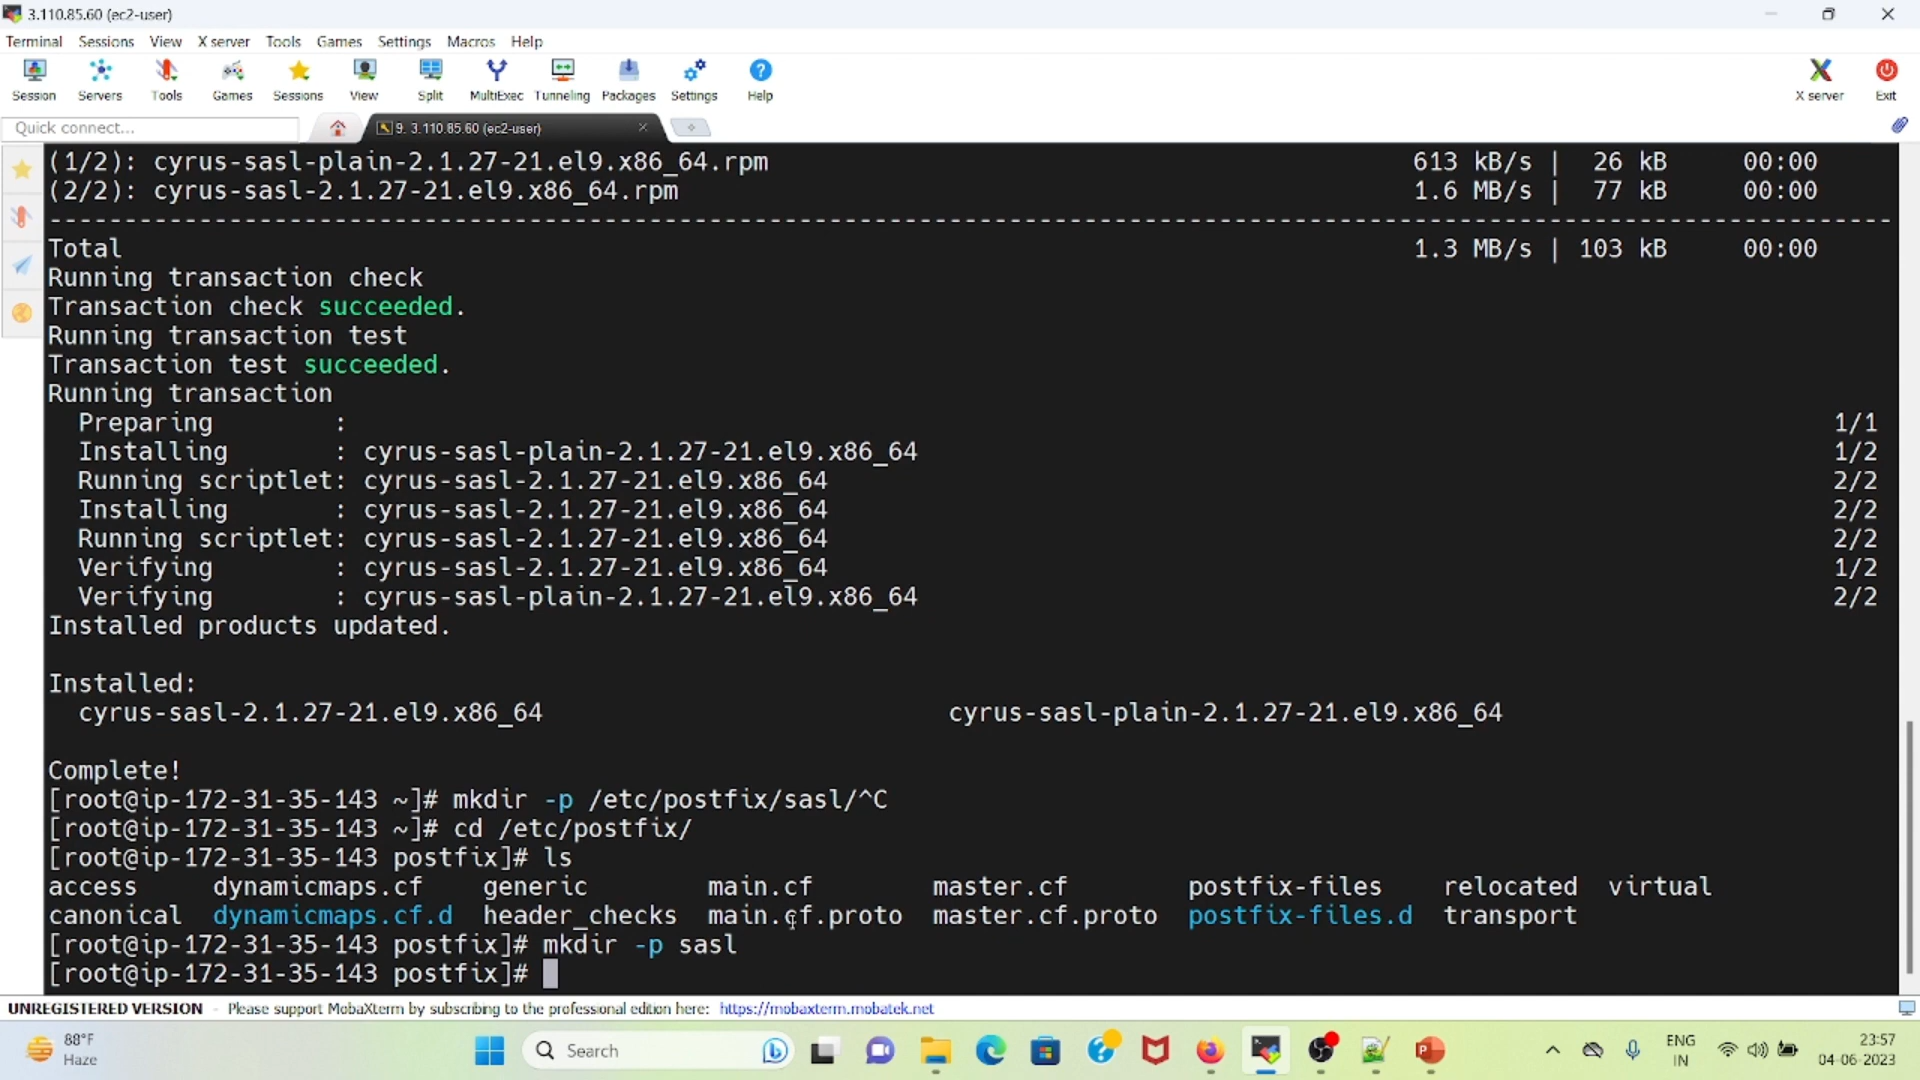 3.110.85.60 (ec2-user)
Terminal Sessions View X server Tools Games Settings Macros Help
Session Servers Tools Games Sessions View Split MultiExec Tunneling Packages Settings Help X server Exit
Quick connect... 9. 3.110.85.60 (ec2-user)
(1/2): cyrus-sasl-plain-2.1.27-21.el9.x86_64.rpm 613 kB/s | 26 kB 00:00
(2/2): cyrus-sasl-2.1.27-21.el9.x86_64.rpm 1.6 MB/s | 77 kB 00:00
--------------------------------------------------------------------------------
Total 1.3 MB/s | 103 kB 00:00
Running transaction check
Transaction check succeeded.
Running transaction test
Transaction test succeeded.
Running transaction
Preparing : 1/1
Installing : cyrus-sasl-plain-2.1.27-21.el9.x86_64 1/2
Running scriptlet: cyrus-sasl-2.1.27-21.el9.x86_64 2/2
Installing : cyrus-sasl-2.1.27-21.el9.x86_64 2/2
Running scriptlet: cyrus-sasl-2.1.27-21.el9.x86_64 2/2
Verifying : cyrus-sasl-2.1.27-21.el9.x86_64 1/2
Verifying : cyrus-sasl-plain-2.1.27-21.el9.x86_64 2/2
Installed products updated.
Installed:
cyrus-sasl-2.1.27-21.el9.x86_64 cyrus-sasl-plain-2.1.27-21.el9.x86_64
Complete!
[root@ip-172-31-35-143 ~]# mkdir -p /etc/postfix/sasl/^C
[root@ip-172-31-35-143 ~]# cd /etc/postfix/
[root@ip-172-31-35-143 postfix]# ls
access dynamicmaps.cf generic main.cf master.cf postfix-files relocated virtual
canonical dynamicmaps.cf.d header_checks main.cf.proto master.cf.proto postfix-files.d transport
[root@ip-172-31-35-143 postfix]# mkdir -p sasl
[root@ip-172-31-35-143 postfix]#
UNREGISTERED VERSION - Please support MobaXterm by subscribing to the professional edition here: https://mobaxterm.mobatek.net
88°F
Haze
Search
ENG
IN
23:57
04-06-2023